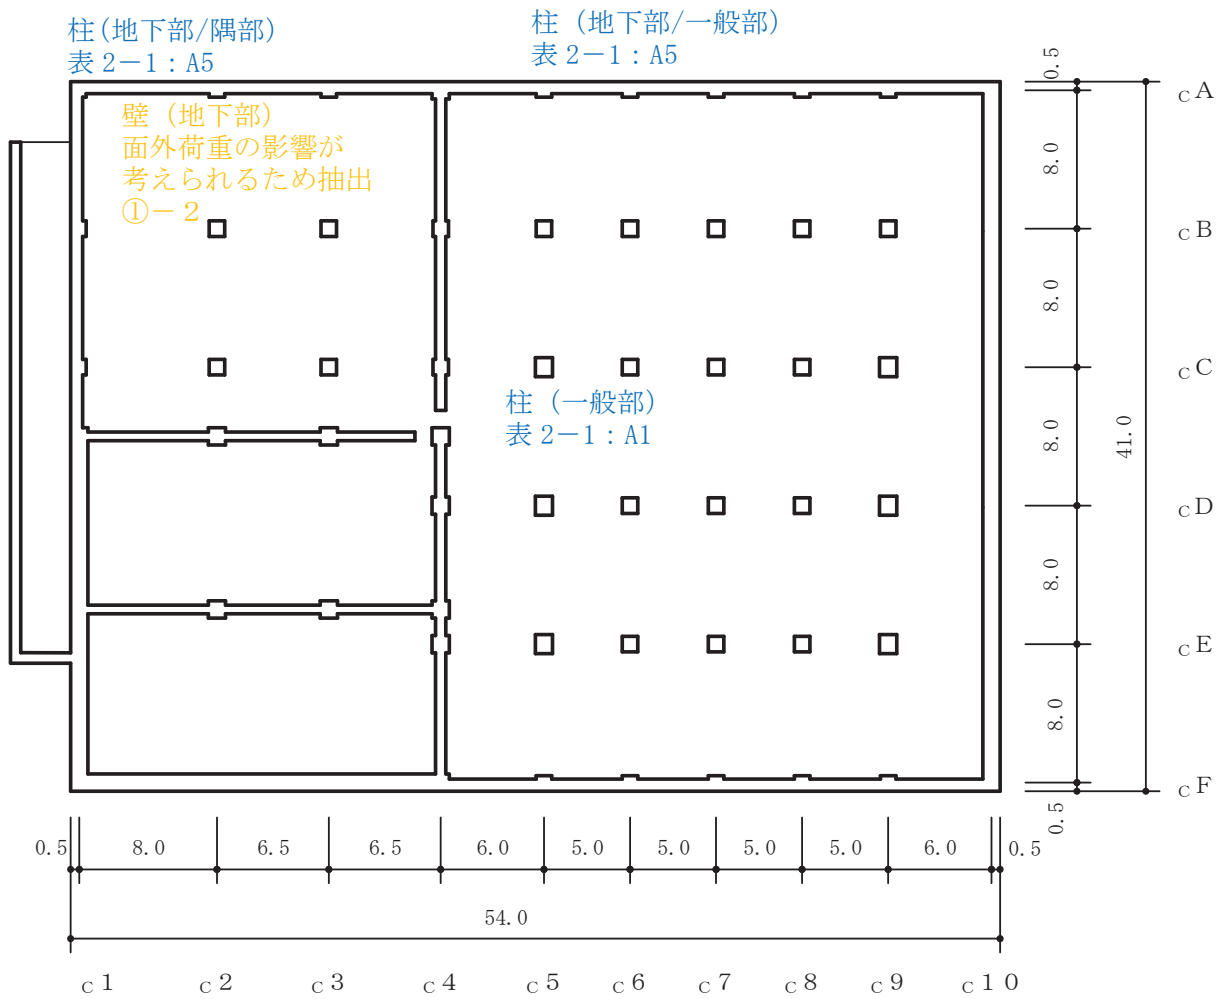 柱(地下部/隅部)
表 2－1：A5
柱 (地下部/一般部)
表 2－1：A5
壁 (地下部)
面外荷重の影響が
考えられるため抽出
①－2
柱 (一般部)
表 2－1：A1
0.5
8.0
8.0
8.0
8.0
8.0
0.5
41.0
cA
cB
cC
cD
cE
cF
0.5
8.0
6.5
6.5
6.0
5.0
5.0
5.0
5.0
6.0
0.5
54.0
c1
c2
c3
c4
c5
c6
c7
c8
c9
c10